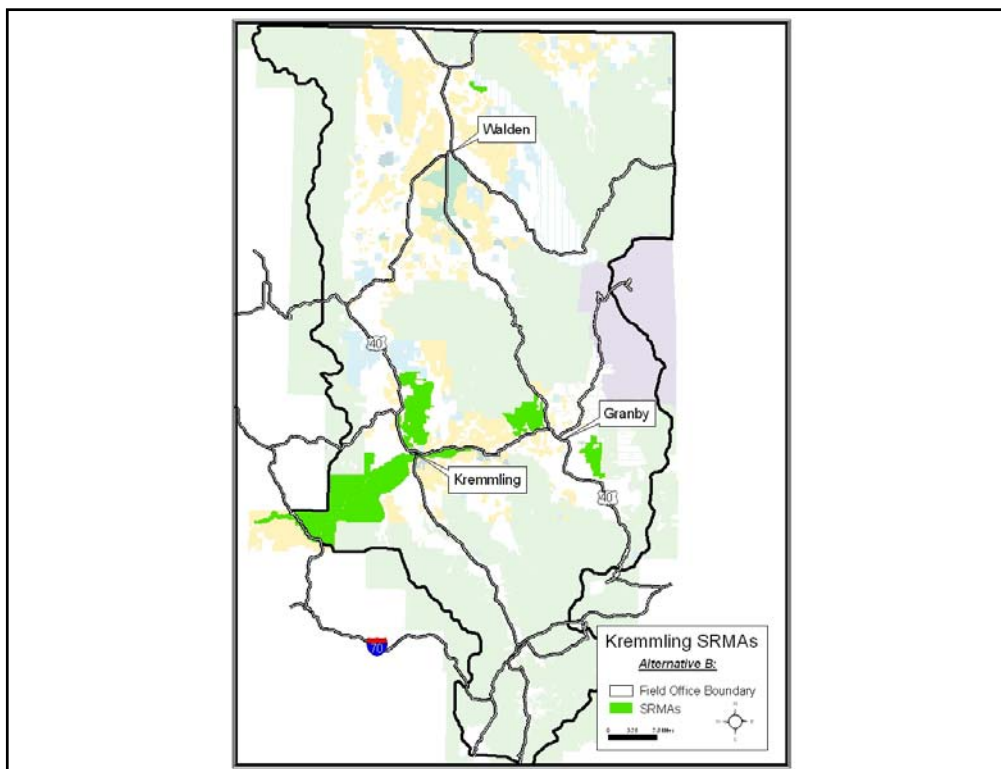 Walden
40
Granby
Kremmling
40
70
Kremmling SRMAs
Alternative B:
Field Office Boundary
SRMAs